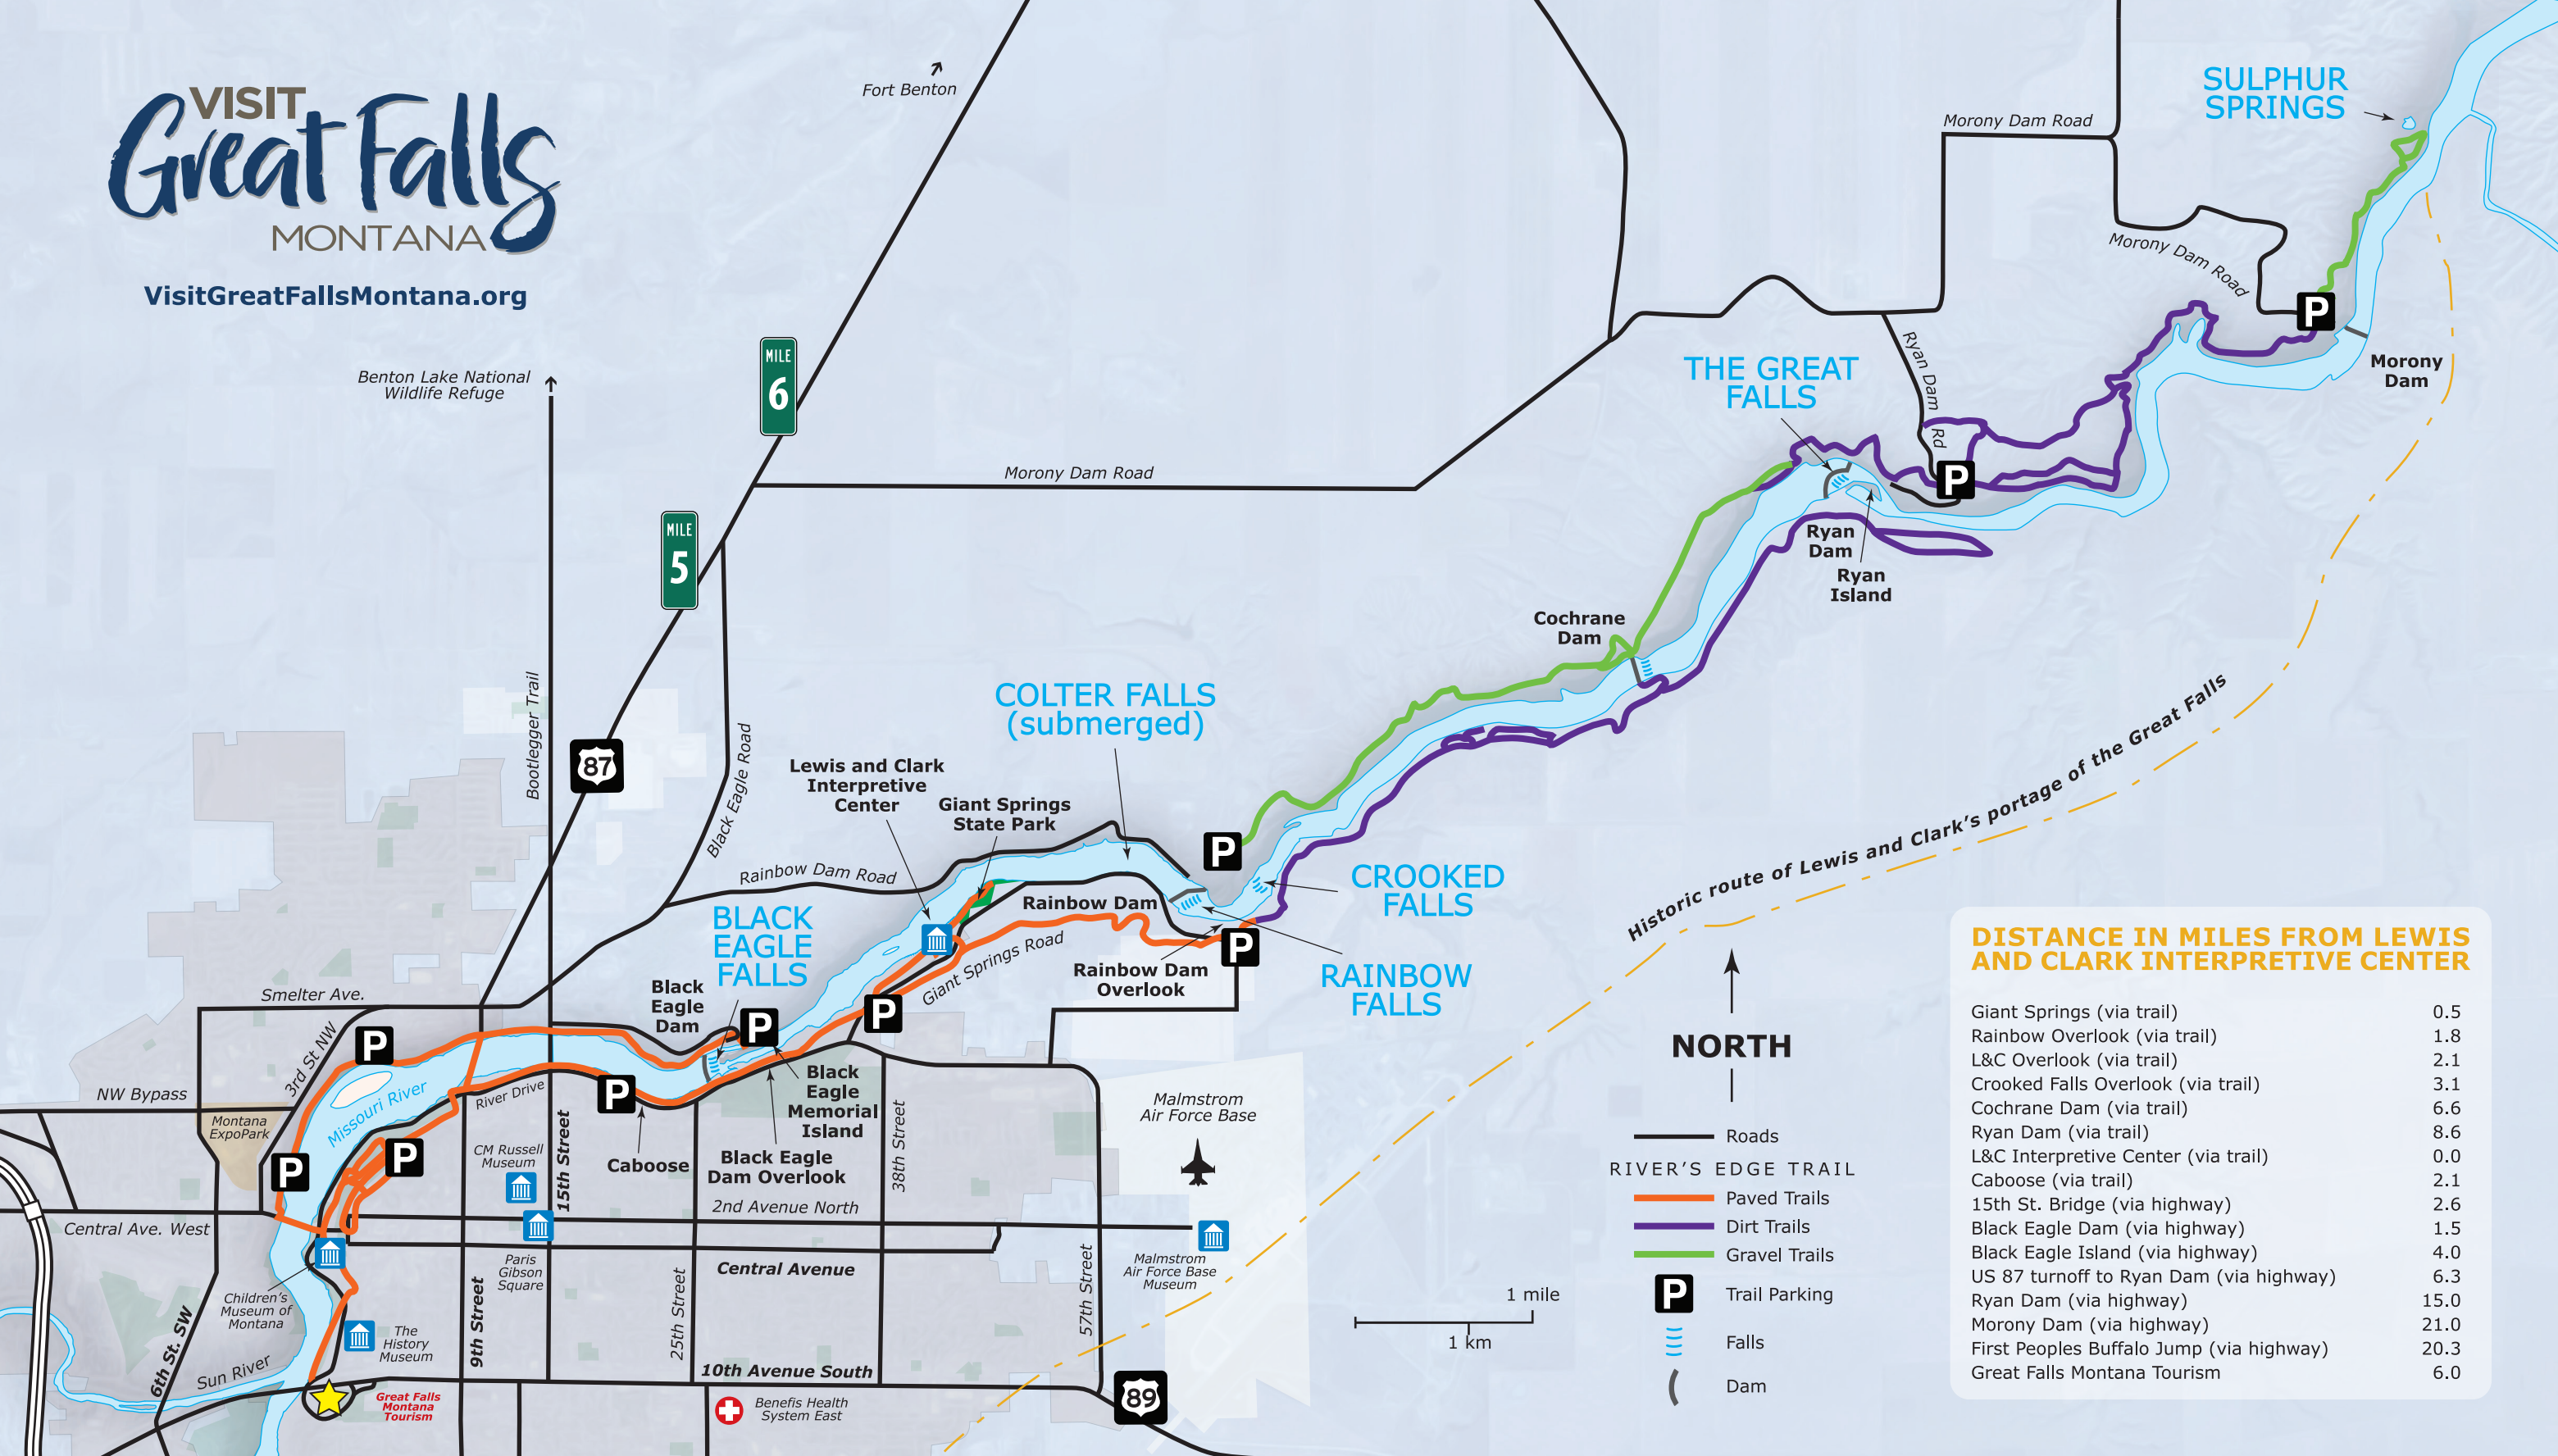 VISIT
Great Falls
MONTANA
VisitGreatFallsMontana.org
Fort Benton
Benton Lake National
Wildlife Refuge
MILE
6
MILE
5
87
Bootlegger Trail
Black Eagle Road
Morony Dam Road
Morony Dam Road
Morony Dam Road
SULPHUR
SPRINGS
P
Morony
Dam
Ryan Dam Rd
THE GREAT
FALLS
P
Ryan
Dam
Ryan
Island
Cochrane
Dam
COLTER FALLS
(submerged)
Lewis and Clark
Interpretive
Center
Giant Springs
State Park
Rainbow Dam Road
P
CROOKED
FALLS
Rainbow Dam
RAINBOW
FALLS
P
Rainbow Dam
Overlook
Giant Springs Road
BLACK
EAGLE
FALLS
Black
Eagle
Dam
P
P
Black
Eagle
Memorial
Island
Black Eagle
Dam Overlook
Historic route of Lewis and Clark's portage of the Great Falls
Smelter Ave.
3rd St NW
P
NW Bypass
Montana
ExpoPark
Missouri River
River Drive
P
Caboose
P
P
CM Russell
Museum
15th Street
38th Street
2nd Avenue North
Central Ave. West
Paris
Gibson
Square
Central Avenue
Children's
Museum of
Montana
The
History
Museum
9th Street
25th Street
57th Street
6th St. SW
Sun River
10th Avenue South
Great Falls
Montana
Tourism
Benefis Health
System East
89
Malmstrom
Air Force Base
Malmstrom
Air Force Base
Museum
1 mile
1 km
NORTH
Roads
RIVER'S EDGE TRAIL
Paved Trails
Dirt Trails
Gravel Trails
P Trail Parking
Falls
Dam
DISTANCE IN MILES FROM LEWIS
AND CLARK INTERPRETIVE CENTER
Giant Springs (via trail) 0.5
Rainbow Overlook (via trail) 1.8
L&C Overlook (via trail) 2.1
Crooked Falls Overlook (via trail) 3.1
Cochrane Dam (via trail) 6.6
Ryan Dam (via trail) 8.6
L&C Interpretive Center (via trail) 0.0
Caboose (via trail) 2.1
15th St. Bridge (via highway) 2.6
Black Eagle Dam (via highway) 1.5
Black Eagle Island (via highway) 4.0
US 87 turnoff to Ryan Dam (via highway) 6.3
Ryan Dam (via highway) 15.0
Morony Dam (via highway) 21.0
First Peoples Buffalo Jump (via highway) 20.3
Great Falls Montana Tourism 6.0